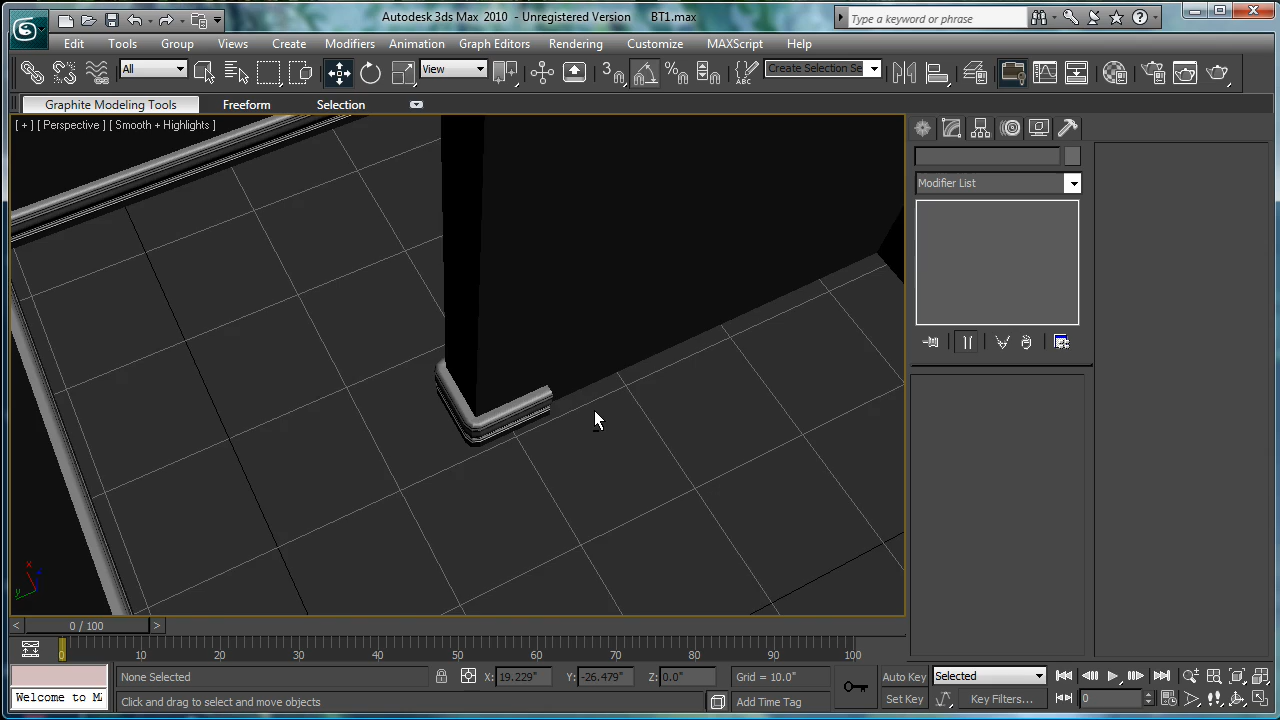 Autodesk 3ds Max 2010 - Unregistered Version BT1.max
Type a keyword or phrase
Edit Tools Group Views Create Modifiers Animation Graph Editors Rendering Customize MAXScript Help
All View 3 ABC Create Selection Se
Graphite Modeling Tools Freeform Selection
[ + ] [ Perspective ] [ Smooth + Highlights ]
Modifier List
x
y
< 0 / 100 >
0 10 20 30 40 50 60 70 80 90 100
None Selected X: 19.229" Y: -26.479" Z: 0.0" Grid = 10.0" Auto Key Selected
Welcome to M Click and drag to select and move objects Add Time Tag Set Key Key Filters... 0